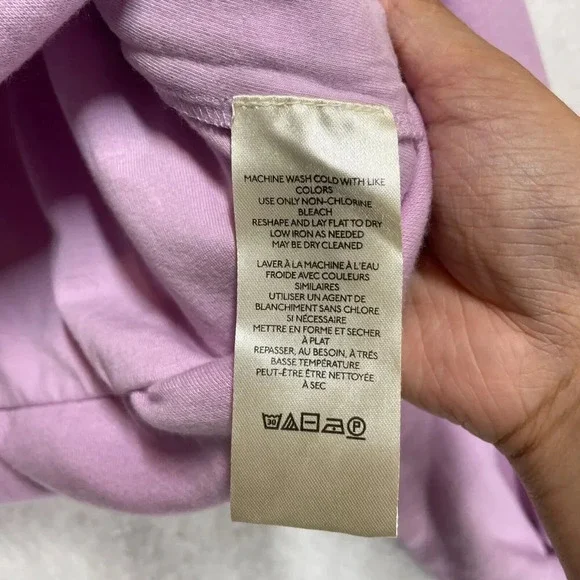 MACHINE WASH COLD WITH LIKE
COLORS
USE ONLY NON-CHLORINE
BLEACH
RESHAPE AND LAY FLAT TO DRY
LOW IRON AS NEEDED
MAY BE DRY CLEANED
LAVER À LA MACHINE À L'EAU
FROIDE AVEC COULEURS
SIMILAIRES
UTILISER UN AGENT DE
BLANCHIMENT SANS CHLORE
SI NÉCESSAIRE
METTRE EN FORME ET SECHER
À PLAT
REPASSER, AU BESOIN, À TRÈS
BASSE TEMPÉRATURE
PEUT-ÊTRE ÊTRE NETTOYÉE
À SEC
30 P